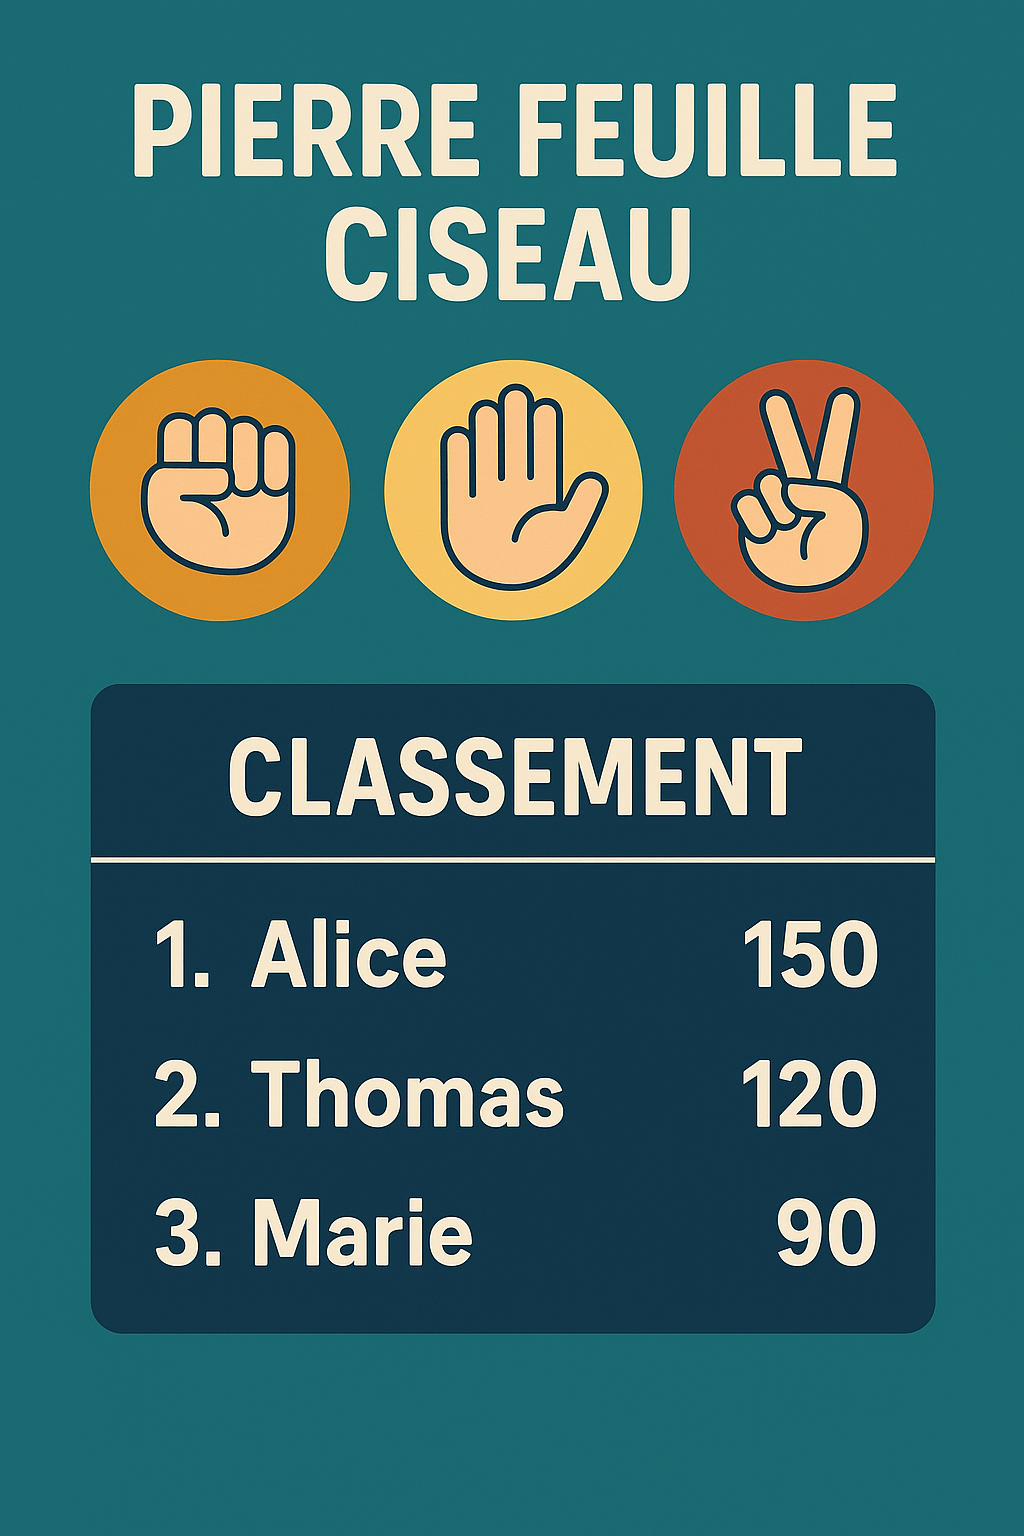 PIERRE FEUILLE
CISEAU
CLASSEMENT
1. Alice 150
2. Thomas 120
3. Marie 90